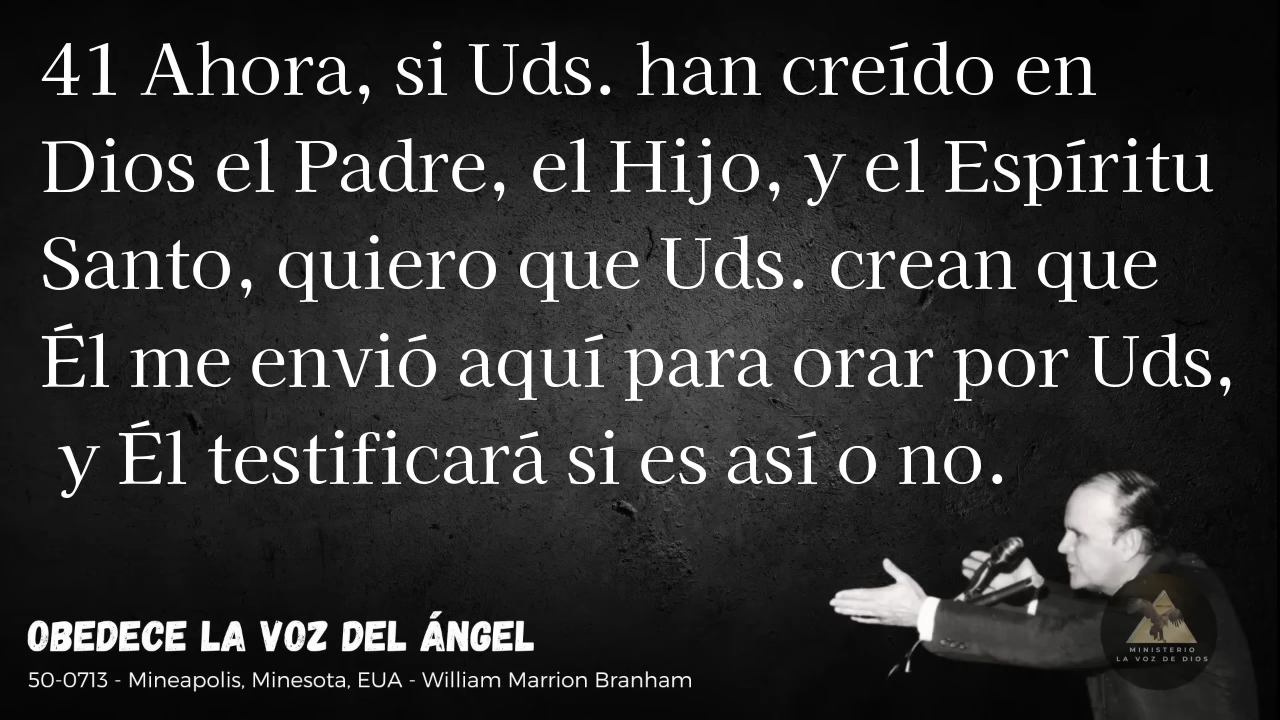 41 Ahora, si Uds. han creído en
Dios el Padre, el Hijo, y el Espíritu
Santo, quiero que Uds. crean que
Él me envió aquí para orar por Uds,
y Él testificará si es así o no.
OBEDECE LA VOZ DEL ÁNGEL
50-0713 - Mineapolis, Minesota, EUA - William Marrion Branham
MINISTERIO
LA VOZ DE DIOS